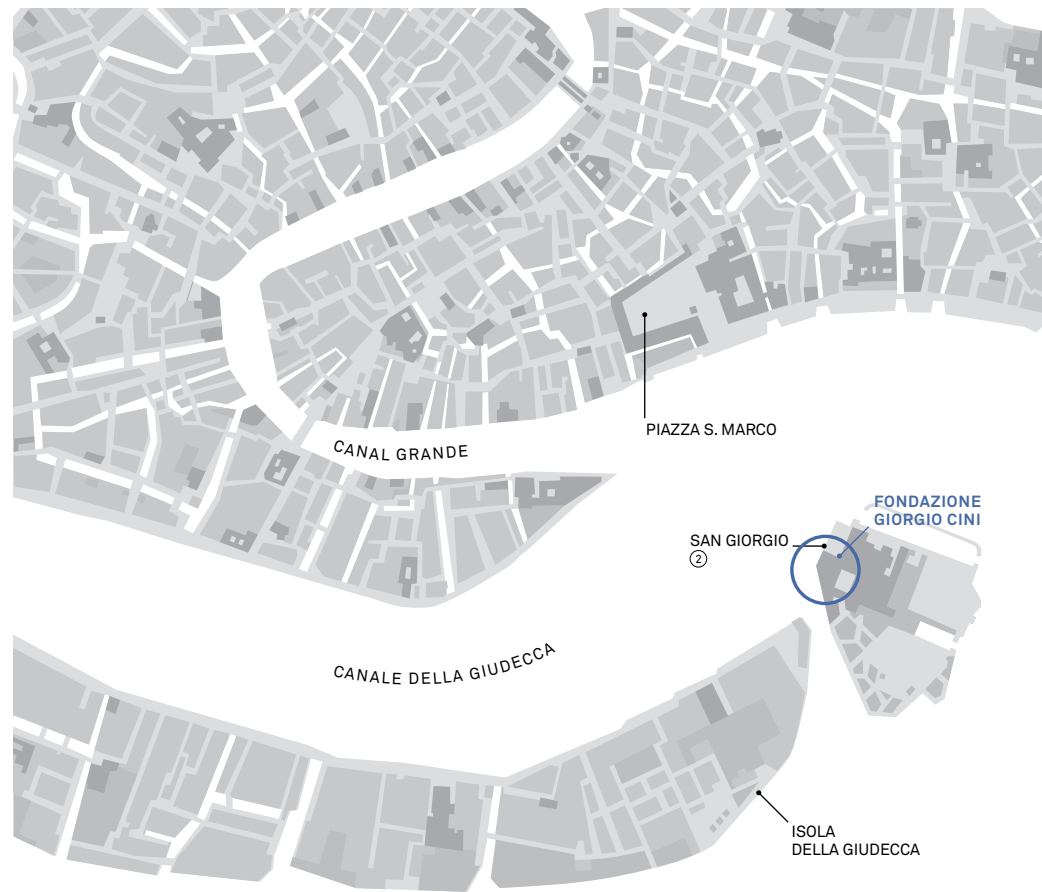 PIAZZA S. MARCO
CANAL GRANDE
FONDAZIONE
GIORGIO CINI
SAN GIORGIO
2
CANALE DELLA GIUDECCA
ISOLA
DELLA GIUDECCA